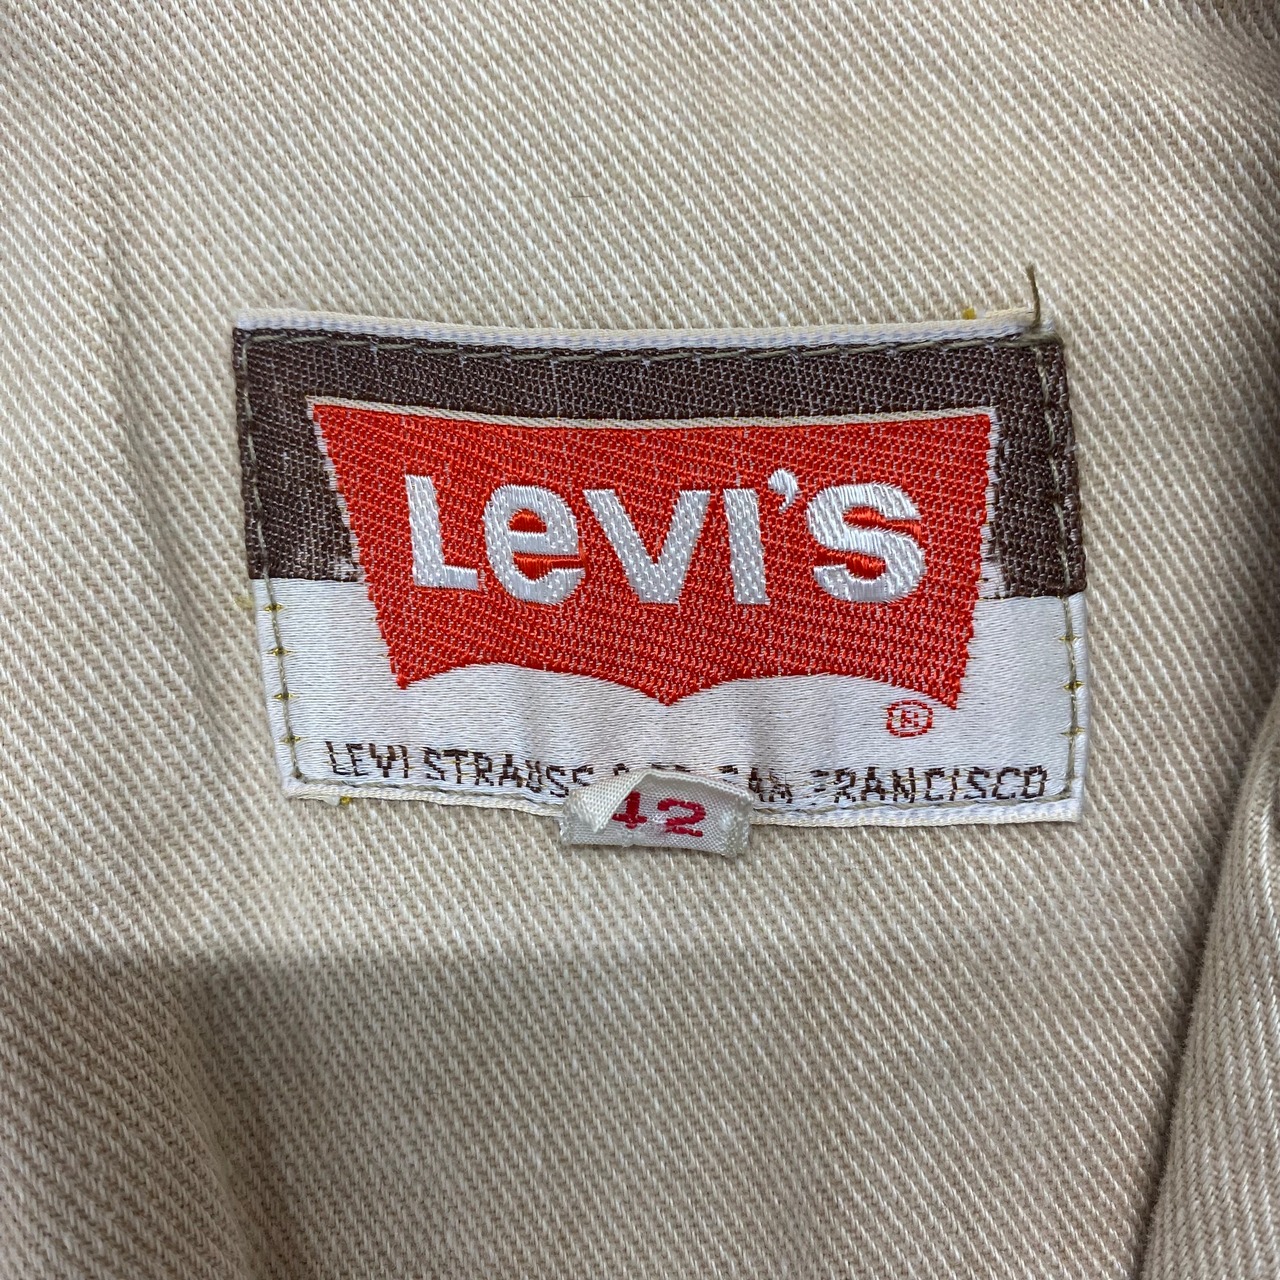 Levi's
®
LEVI STRAUSS & CO. SAN FRANCISCO
42